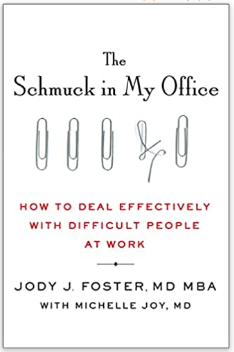 The
Schmuck in My Office
HOW TO DEAL EFFECTIVELY
WITH DIFFICULT PEOPLE
AT WORK
JODY J. FOSTER, MD MBA
WITH MICHELLE JOY, MD